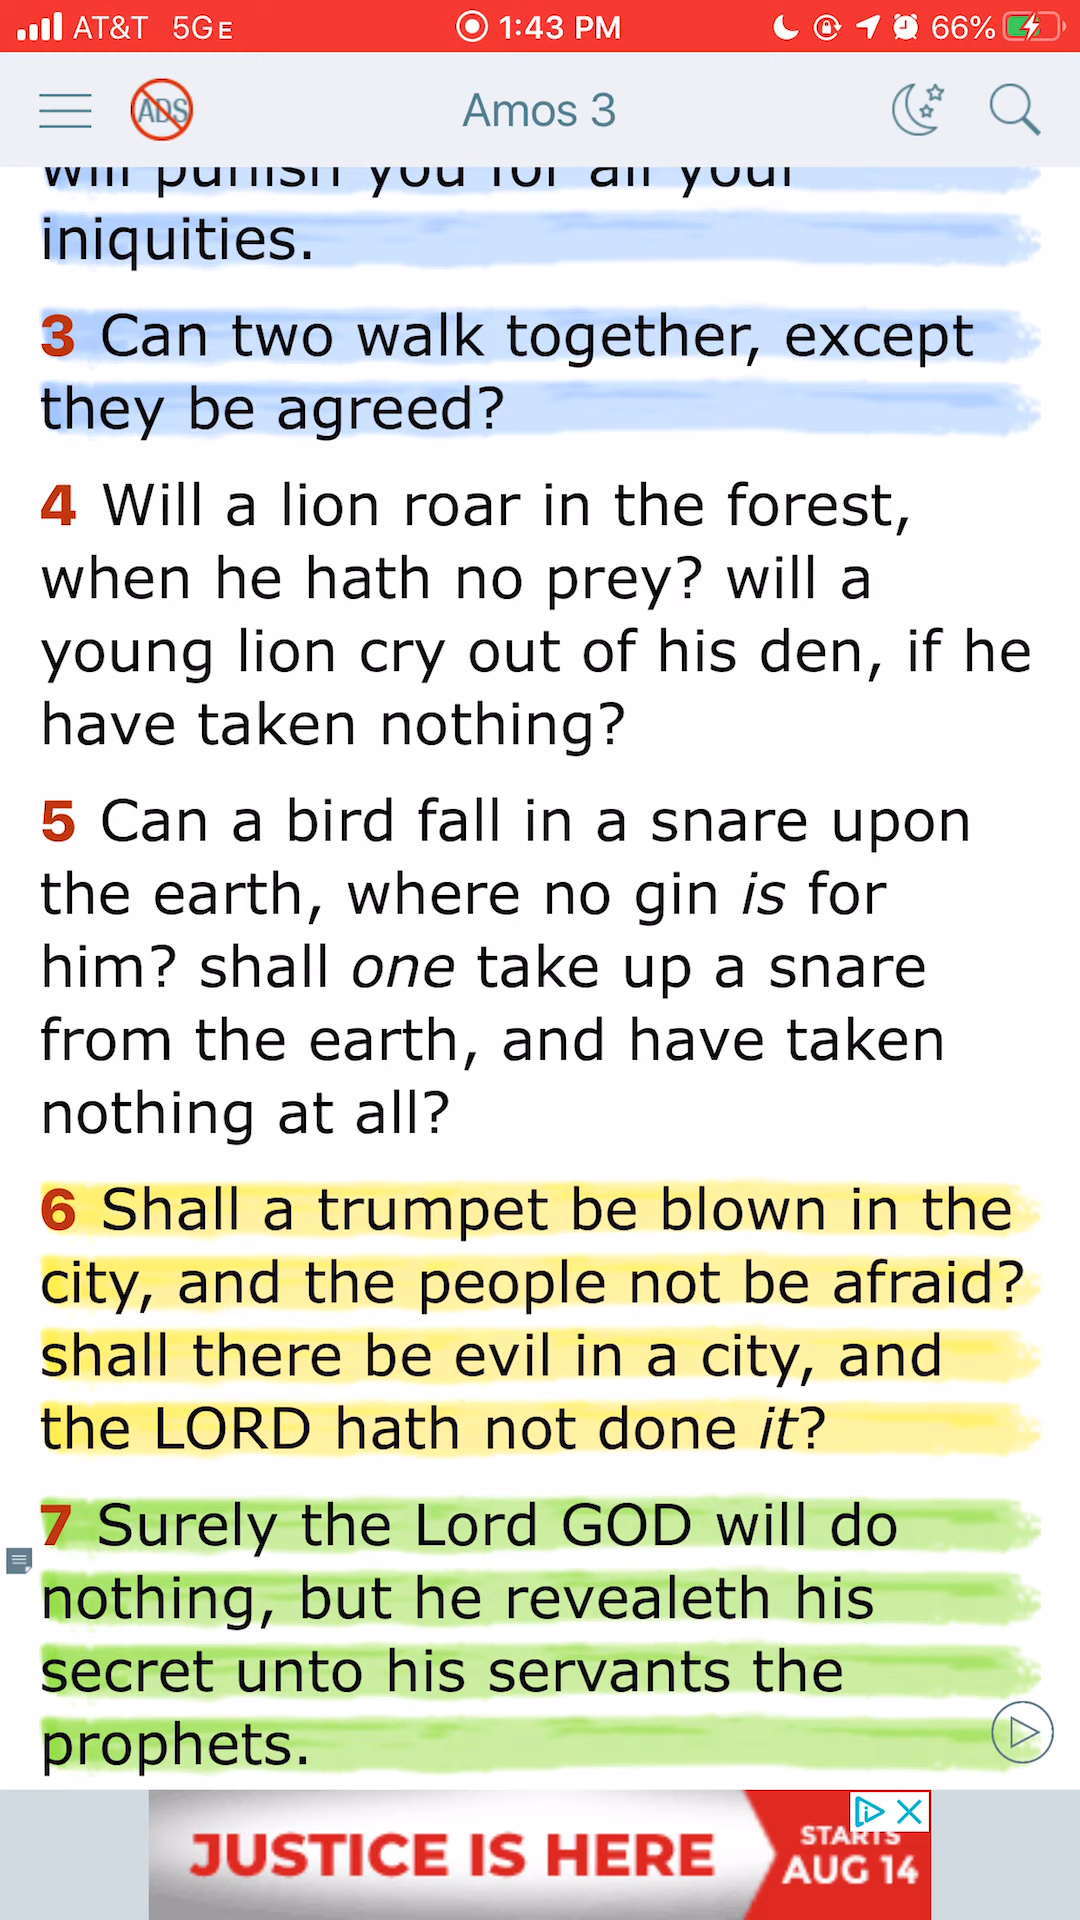 AT&T 5GE 1:43 PM 66%
ADS Amos 3
will punish you for all your
iniquities.
3 Can two walk together, except
they be agreed?
4 Will a lion roar in the forest,
when he hath no prey? will a
young lion cry out of his den, if he
have taken nothing?
5 Can a bird fall in a snare upon
the earth, where no gin is for
him? shall one take up a snare
from the earth, and have taken
nothing at all?
6 Shall a trumpet be blown in the
city, and the people not be afraid?
shall there be evil in a city, and
the LORD hath not done it?
7 Surely the Lord GOD will do
nothing, but he revealeth his
secret unto his servants the
prophets.
JUSTICE IS HERE
STARTS
AUG 14